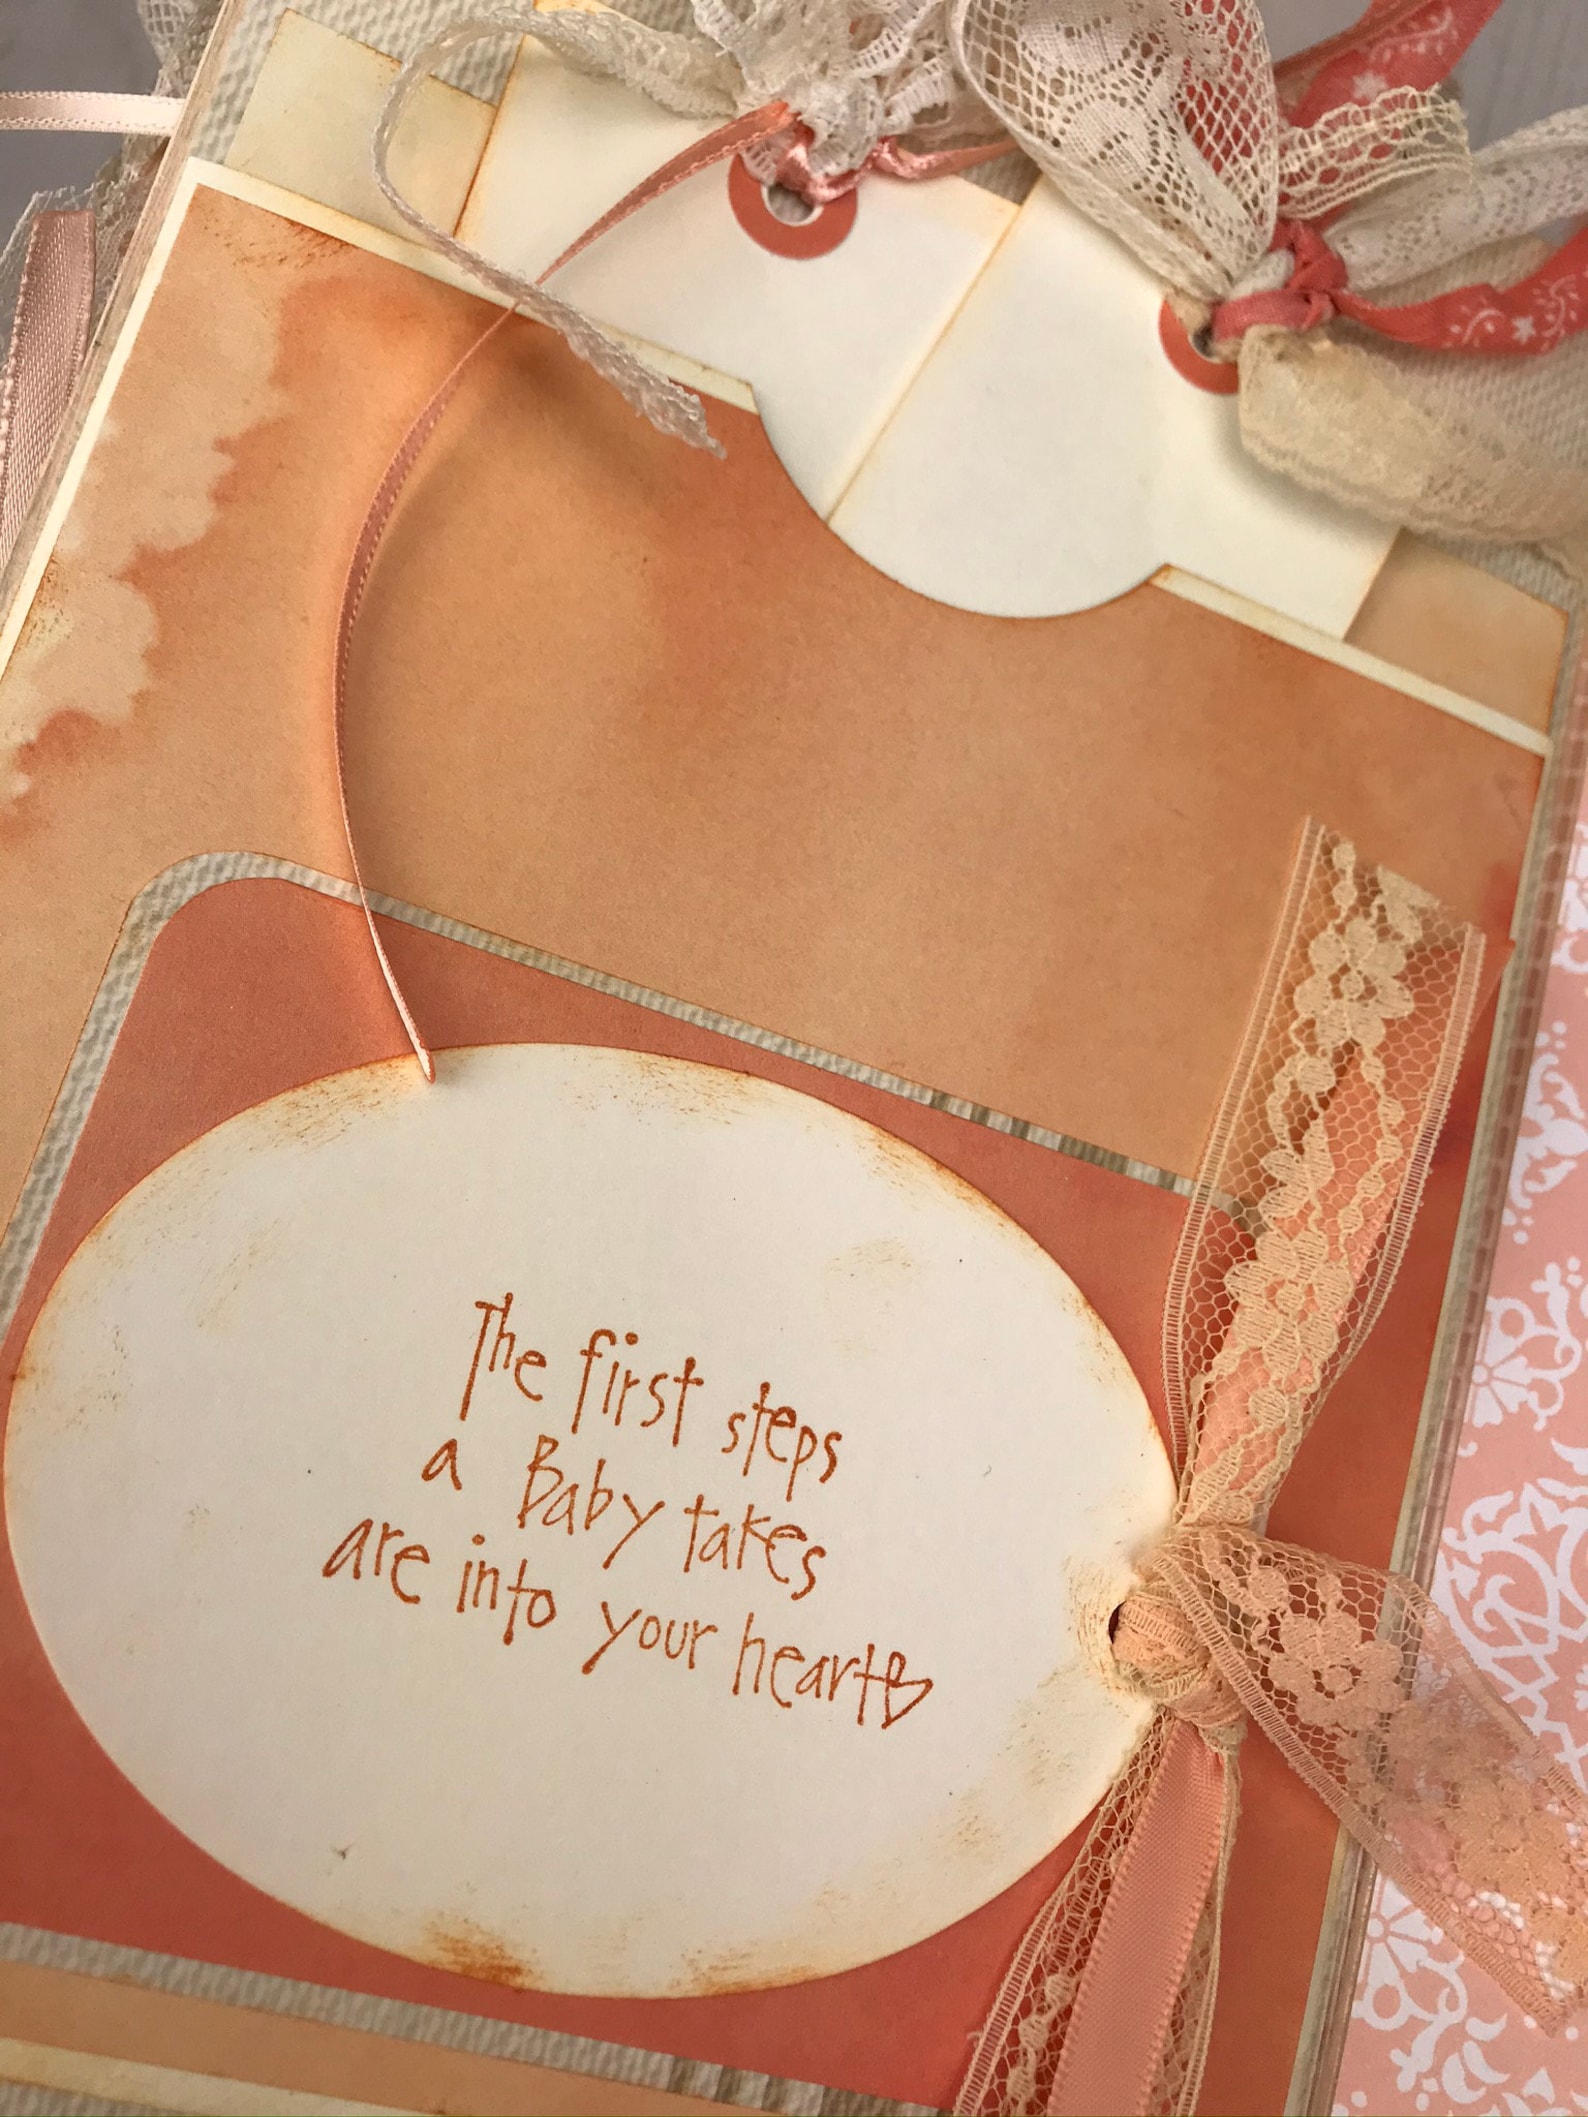 The first steps
a Baby takes
are into your heart